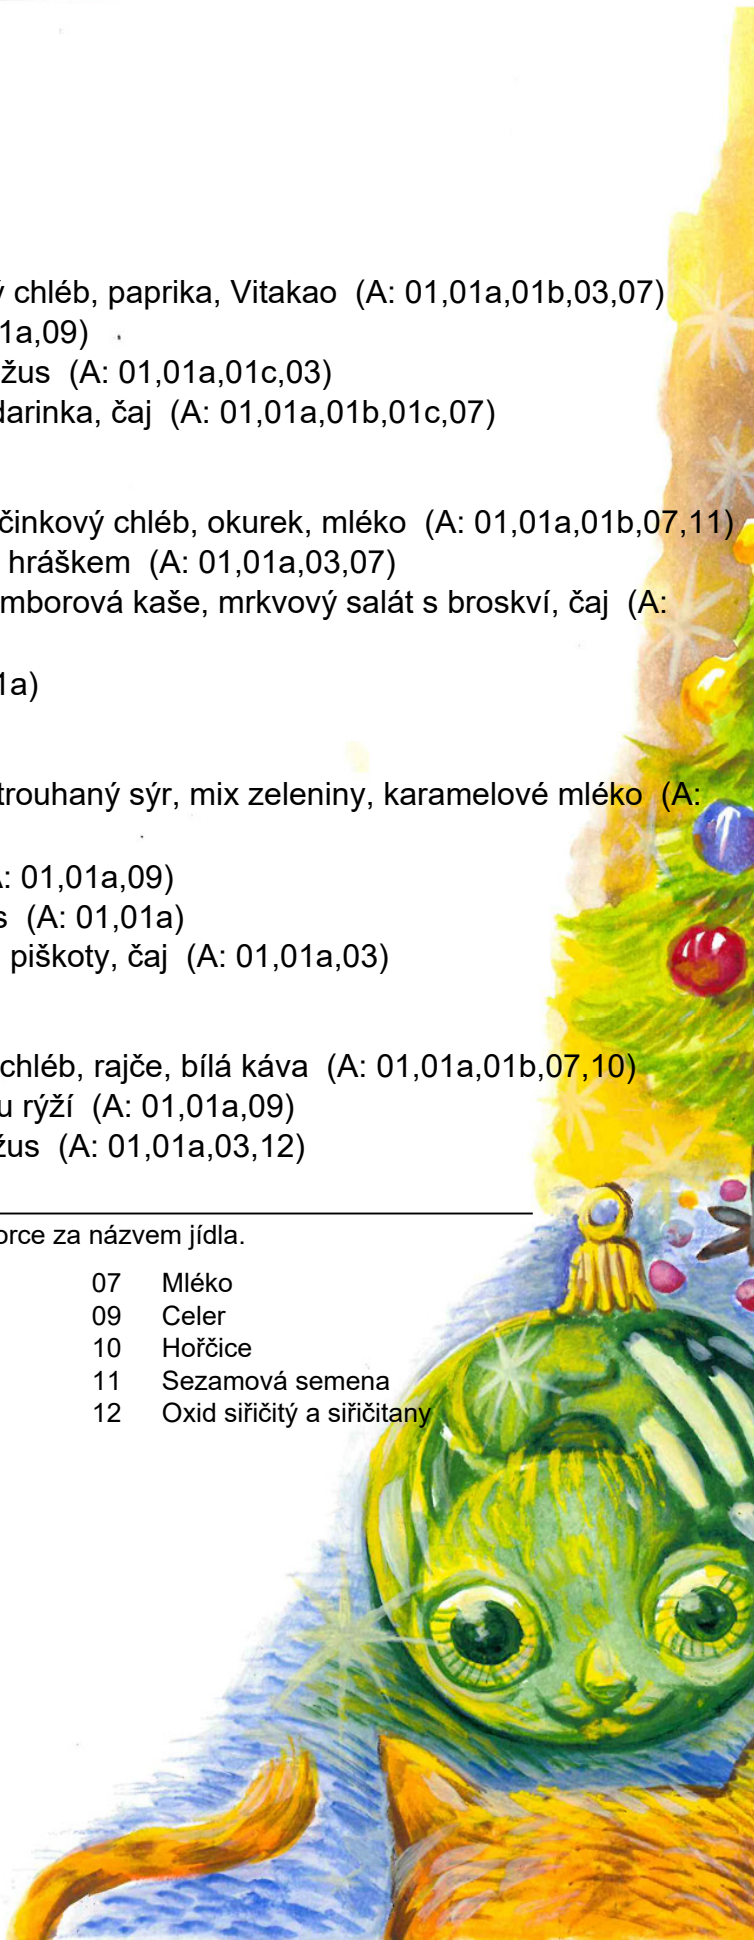 ý chléb, paprika, Vitakao (A: 01,01a,01b,03,07)
1a,09)
žus (A: 01,01a,01c,03)
darinka, čaj (A: 01,01a,01b,01c,07)
činkový chléb, okurek, mléko (A: 01,01a,01b,07,11)
hráškem (A: 01,01a,03,07)
mborová kaše, mrkvový salát s broskví, čaj (A:
1a)
trouhaný sýr, mix zeleniny, karamelové mléko (A:
A: 01,01a,09)
s (A: 01,01a)
piškoty, čaj (A: 01,01a,03)
chléb, rajče, bílá káva (A: 01,01a,01b,07,10)
u rýží (A: 01,01a,09)
žus (A: 01,01a,03,12)
orce za názvem jídla.
07 Mléko
09 Celer
10 Hořčice
11 Sezamová semena
12 Oxid siřičitý a siřičitany